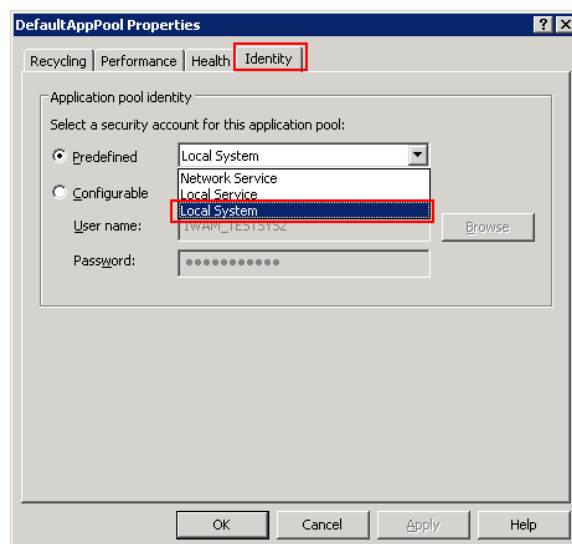 DefaultAppPool Properties
Recycling Performance Health Identity
Application pool identity
Select a security account for this application pool:
Predefined Local System
Network Service
Configurable Local Service
Local System
User name: IWAM_TESTSYS2 Browse
Password:
OK Cancel Apply Help